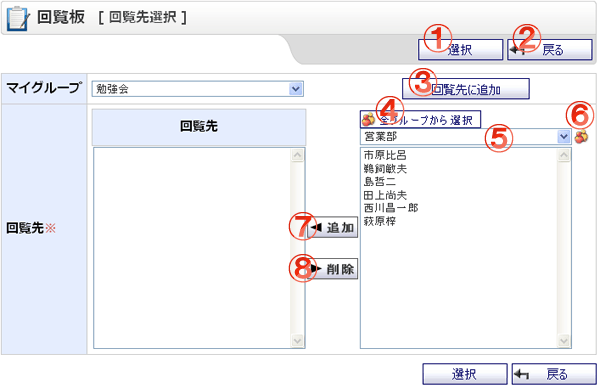 回覧板 [ 回覧先選択 ]
① 選択 ② 戻る
マイグループ 勉強会 ③ 回覧先に追加
回覧先 ④ 全グループから選択 ⑥
営業部 ⑤
市原比呂
鵜飼敏夫
島哲二
田上尚夫
西川昌一郎
萩原梓
回覧先※ ⑦ 追加
⑧ 削除
選択 戻る